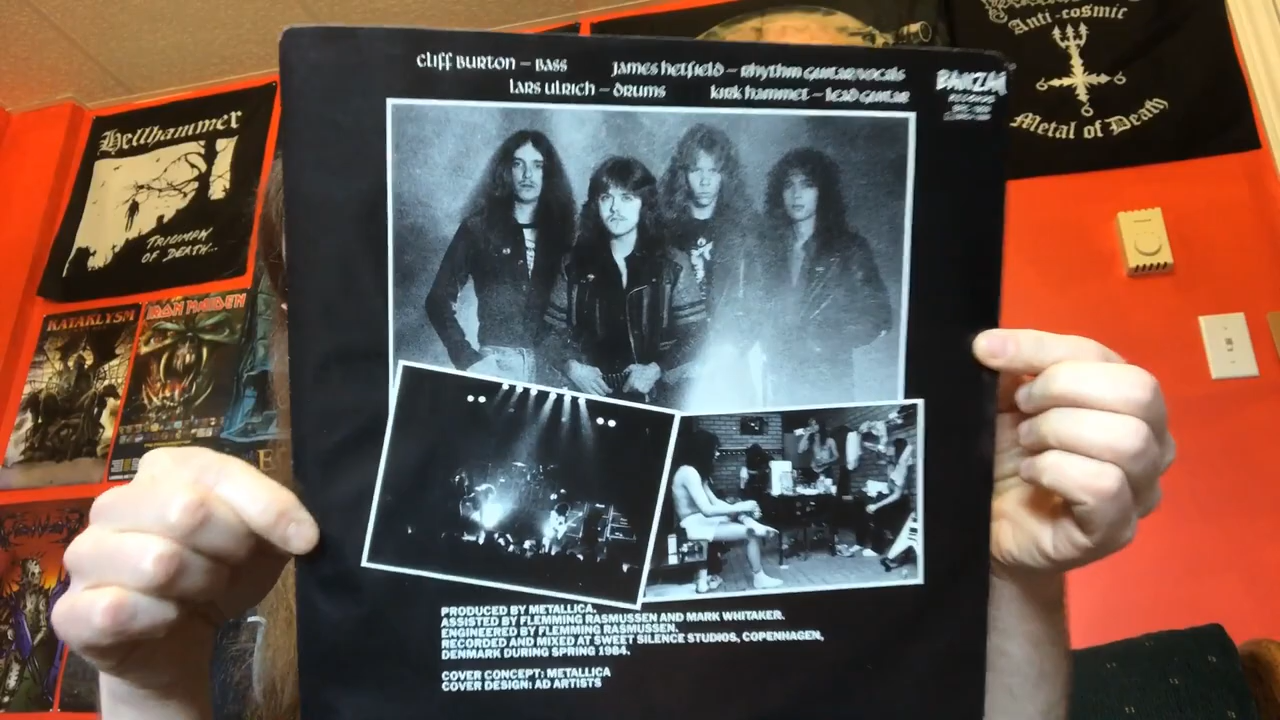 Cliff Burton – Bass
James Hetfield – Rhythm Guitar/Vocals
Lars Ulrich – Drums
Kirk Hammet – Lead Guitar
BANZAI
RECORDS
Anti-cosmic
Metal of Death
Hellhammer
TRIUMPH
OF DEATH...
KATAKLYSM
IRON MAIDEN
PRODUCED BY METALLICA.
ASSISTED BY FLEMMING RASMUSSEN AND MARK WHITAKER.
ENGINEERED BY FLEMMING RASMUSSEN.
RECORDED AND MIXED AT SWEET SILENCE STUDIOS, COPENHAGEN,
DENMARK DURING SPRING 1984.
COVER CONCEPT: METALLICA
COVER DESIGN: AD ARTISTS